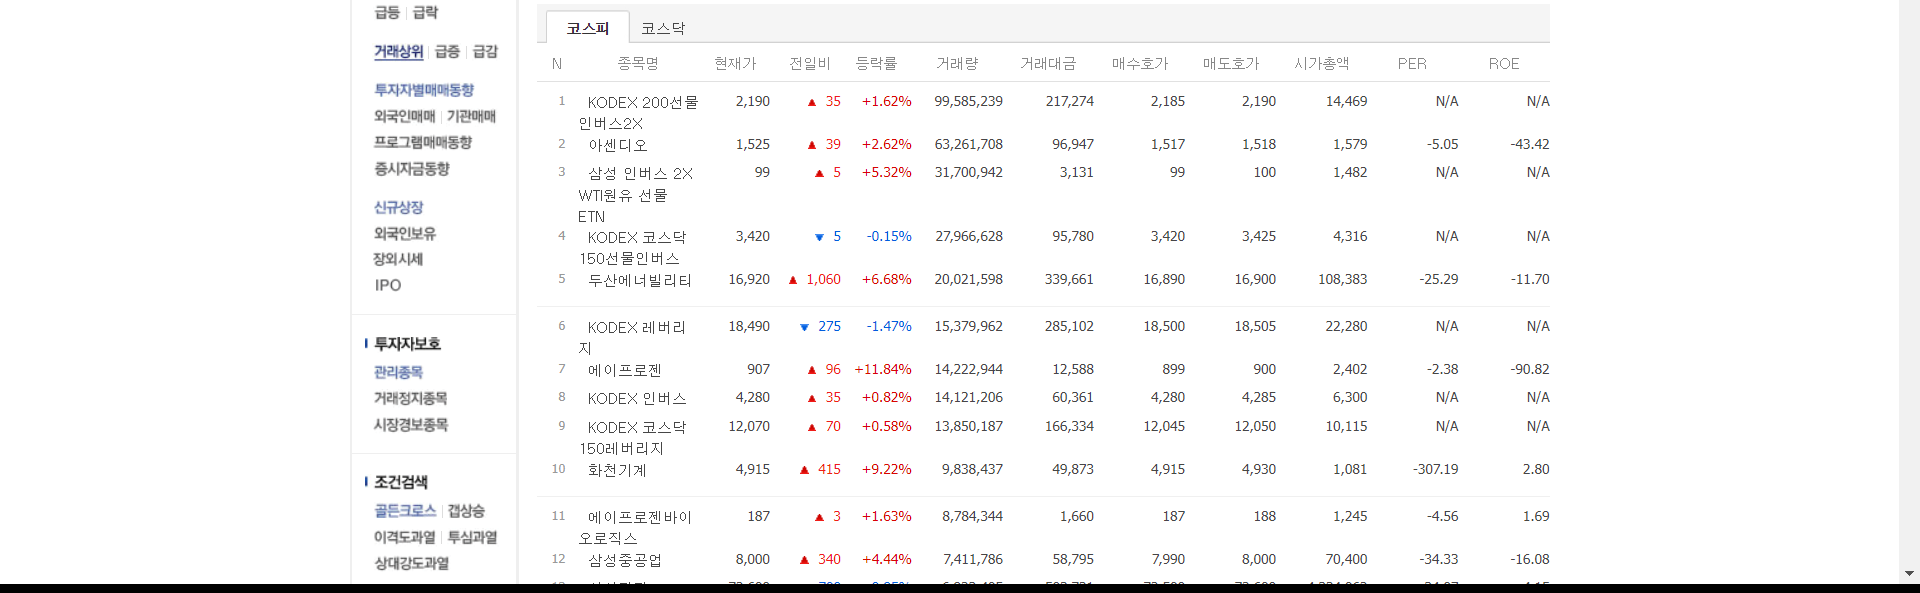 급등 | 급락
거래상위 | 급증 | 급감
투자자별매매동향
외국인매매 | 기관매매
프로그램매매동향
증시자금동향
신규상장
외국인보유
장외시세
IPO
투자자보호
관리종목
거래정지종목
시장경보종목
조건검색
골든크로스 | 갭상승
이격도과열 | 투심과열
상대강도과열
코스피 코스닥
N 종목명 현재가 전일비 등락률 거래량 거래대금 매수호가 매도호가 시가총액 PER ROE
1 KODEX 200선물 2,190 ▲ 35 +1.62% 99,585,239 217,274 2,185 2,190 14,469 N/A N/A
인버스2X
2 아센디오 1,525 ▲ 39 +2.62% 63,261,708 96,947 1,517 1,518 1,579 -5.05 -43.42
3 삼성 인버스 2X 99 ▲ 5 +5.32% 31,700,942 3,131 99 100 1,482 N/A N/A
WTI원유 선물
ETN
4 KODEX 코스닥 3,420 ▼ 5 -0.15% 27,966,628 95,780 3,420 3,425 4,316 N/A N/A
150선물인버스
5 두산에너빌리티 16,920 ▲ 1,060 +6.68% 20,021,598 339,661 16,890 16,900 108,383 -25.29 -11.70
6 KODEX 레버리 18,490 ▼ 275 -1.47% 15,379,962 285,102 18,500 18,505 22,280 N/A N/A
지
7 에이프로젠 907 ▲ 96 +11.84% 14,222,944 12,588 899 900 2,402 -2.38 -90.82
8 KODEX 인버스 4,280 ▲ 35 +0.82% 14,121,206 60,361 4,280 4,285 6,300 N/A N/A
9 KODEX 코스닥 12,070 ▲ 70 +0.58% 13,850,187 166,334 12,045 12,050 10,115 N/A N/A
150레버리지
10 화천기계 4,915 ▲ 415 +9.22% 9,838,437 49,873 4,915 4,930 1,081 -307.19 2.80
11 에이프로젠바이 187 ▲ 3 +1.63% 8,784,344 1,660 187 188 1,245 -4.56 1.69
오로직스
12 삼성중공업 8,000 ▲ 340 +4.44% 7,411,786 58,795 7,990 8,000 70,400 -34.33 -16.08